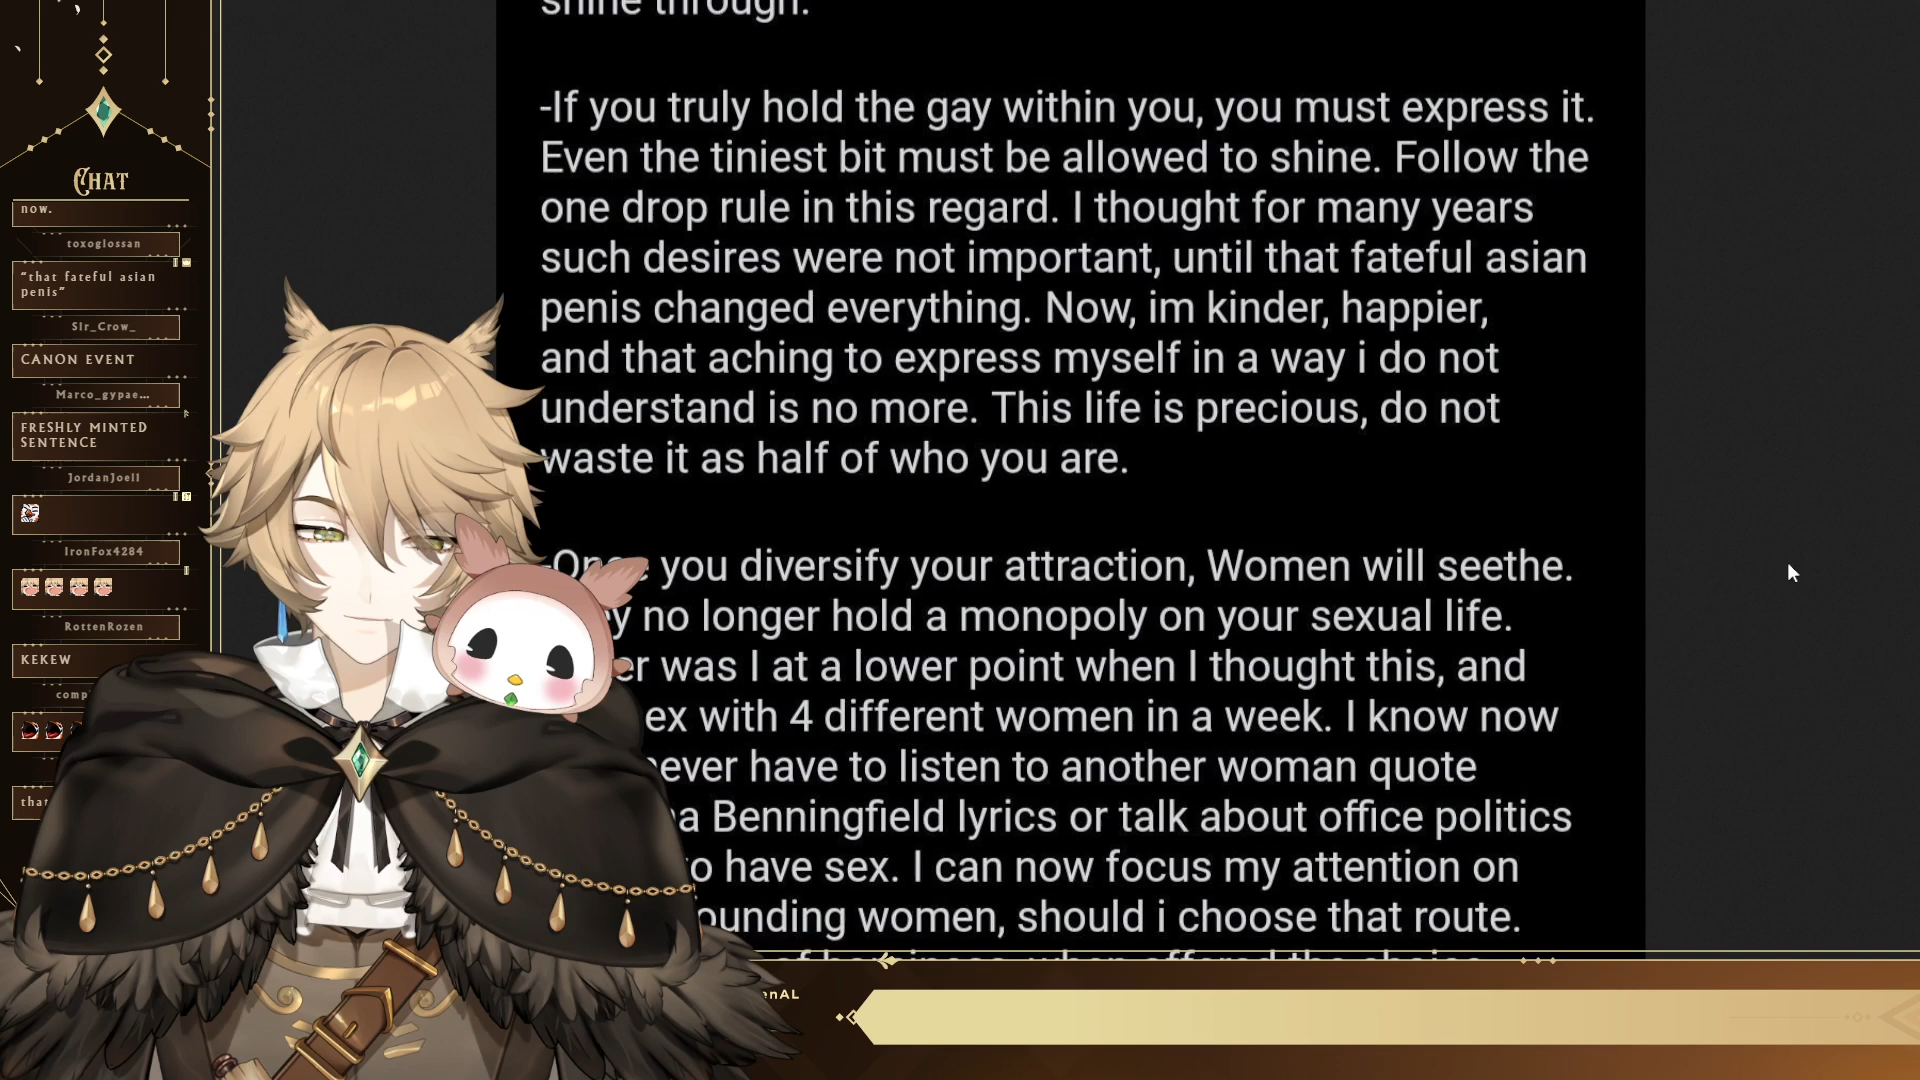 CHAT
now.
toxoglossan
"that fateful asian
penis"
Sir_Crow_
CANON EVENT
Marco_gypae...
FRESHLY MINTED
SENTENCE
JordanJoell
IronFox4284
RottenRozen
KEKEW
comp
that
shine through.
-If you truly hold the gay within you, you must express it.
Even the tiniest bit must be allowed to shine. Follow the
one drop rule in this regard. I thought for many years
such desires were not important, until that fateful asian
penis changed everything. Now, im kinder, happier,
and that aching to express myself in a way i do not
understand is no more. This life is precious, do not
waste it as half of who you are.
you diversify your attraction, Women will seethe.
no longer hold a monopoly on your sexual life.
was I at a lower point when I thought this, and
ex with 4 different women in a week. I know now
never have to listen to another woman quote
Benningfield lyrics or talk about office politics
to have sex. I can now focus my attention on
ounding women, should i choose that route.
enAL